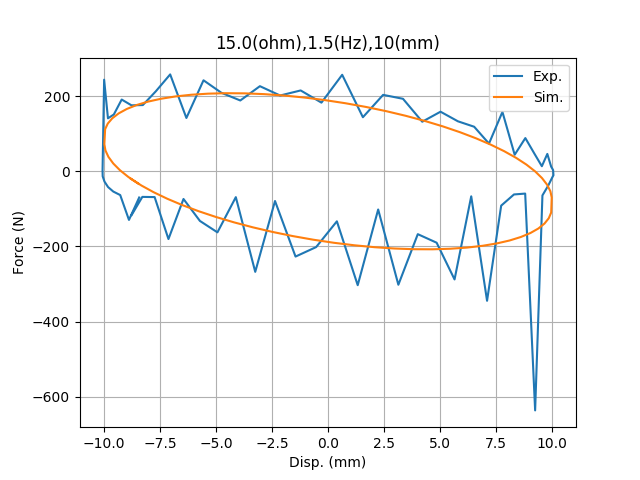 15.0(ohm),1.5(Hz),10(mm)
Exp.
Sim.
200
0
−200
−400
−600
Force (N)
−10.0 −7.5 −5.0 −2.5 0.0 2.5 5.0 7.5 10.0
Disp. (mm)